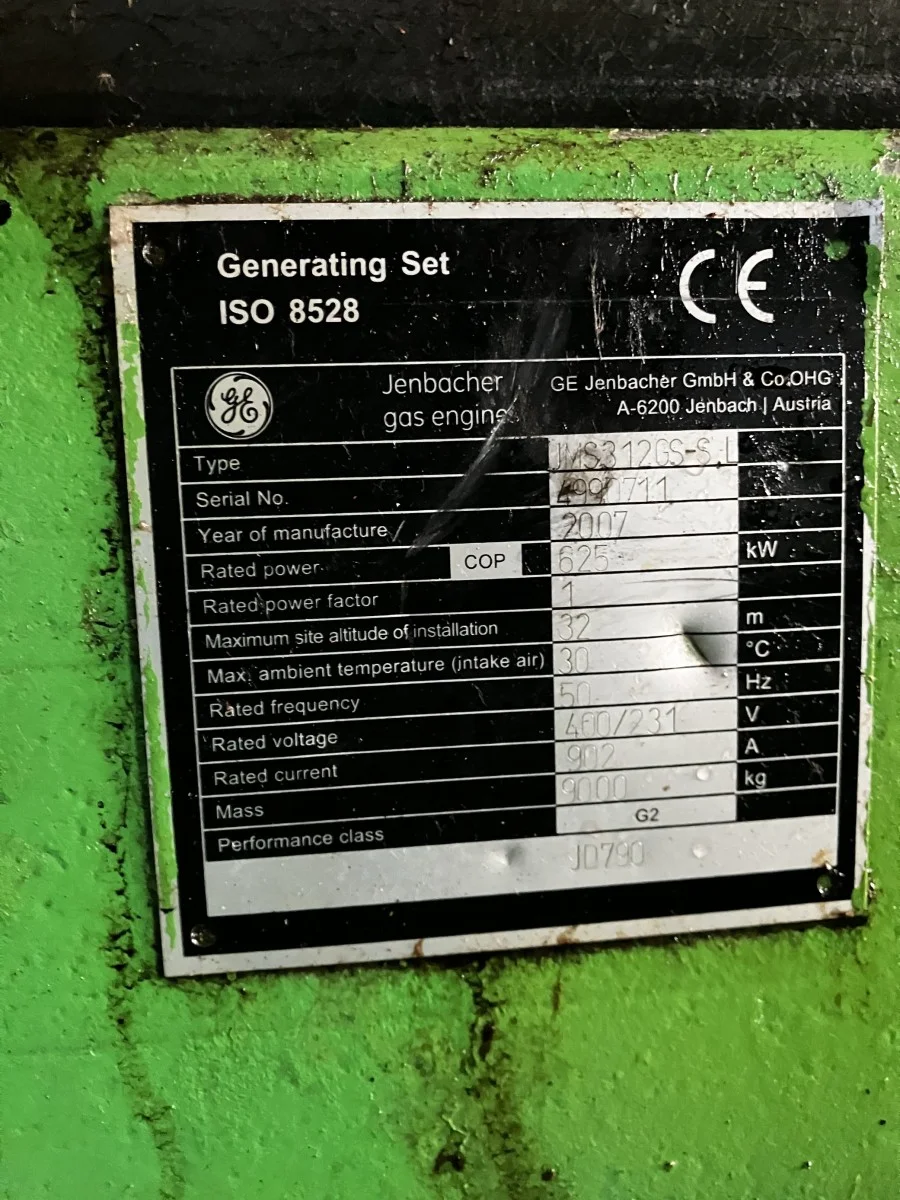 Generating Set
ISO 8528
CE
GE
Jenbacher
gas engine
GE Jenbacher GmbH & Co.OHG
A-6200 Jenbach | Austria
Type JMS312GS-S.L
Serial No. 4990711
Year of manufacture 2007
Rated power COP 625 kW
Rated power factor 1
Maximum site altitude of installation 32 m
Max. ambient temperature (intake air) 30 °C
Rated frequency 50 Hz
Rated voltage 400/231 V
Rated current 902 A
Mass 9000 kg
Performance class G2
JD790